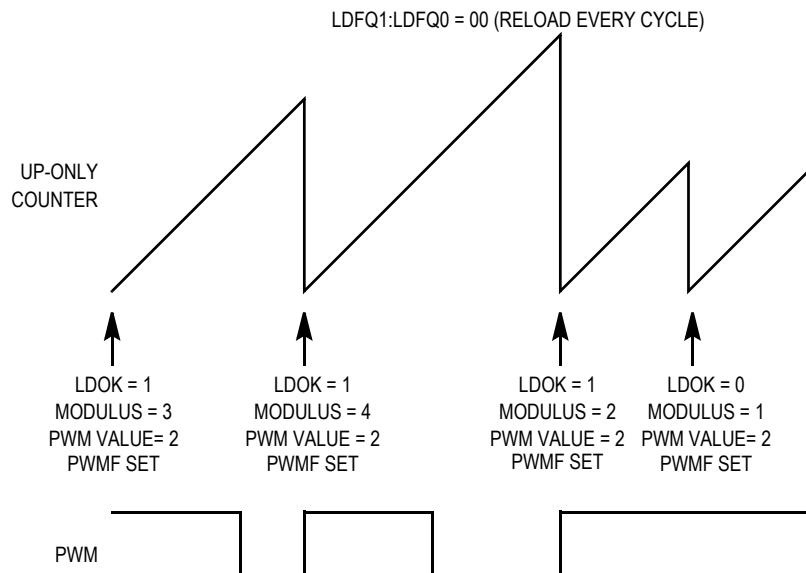 LDFQ1:LDFQ0 = 00 (RELOAD EVERY CYCLE)
UP-ONLY
COUNTER
LDOK = 1
MODULUS = 3
PWM VALUE= 2
PWMF SET
LDOK = 1
MODULUS = 4
PWM VALUE= 2
PWMF SET
LDOK = 1
MODULUS = 2
PWM VALUE = 2
PWMF SET
LDOK = 0
MODULUS = 1
PWM VALUE= 2
PWMF SET
PWM